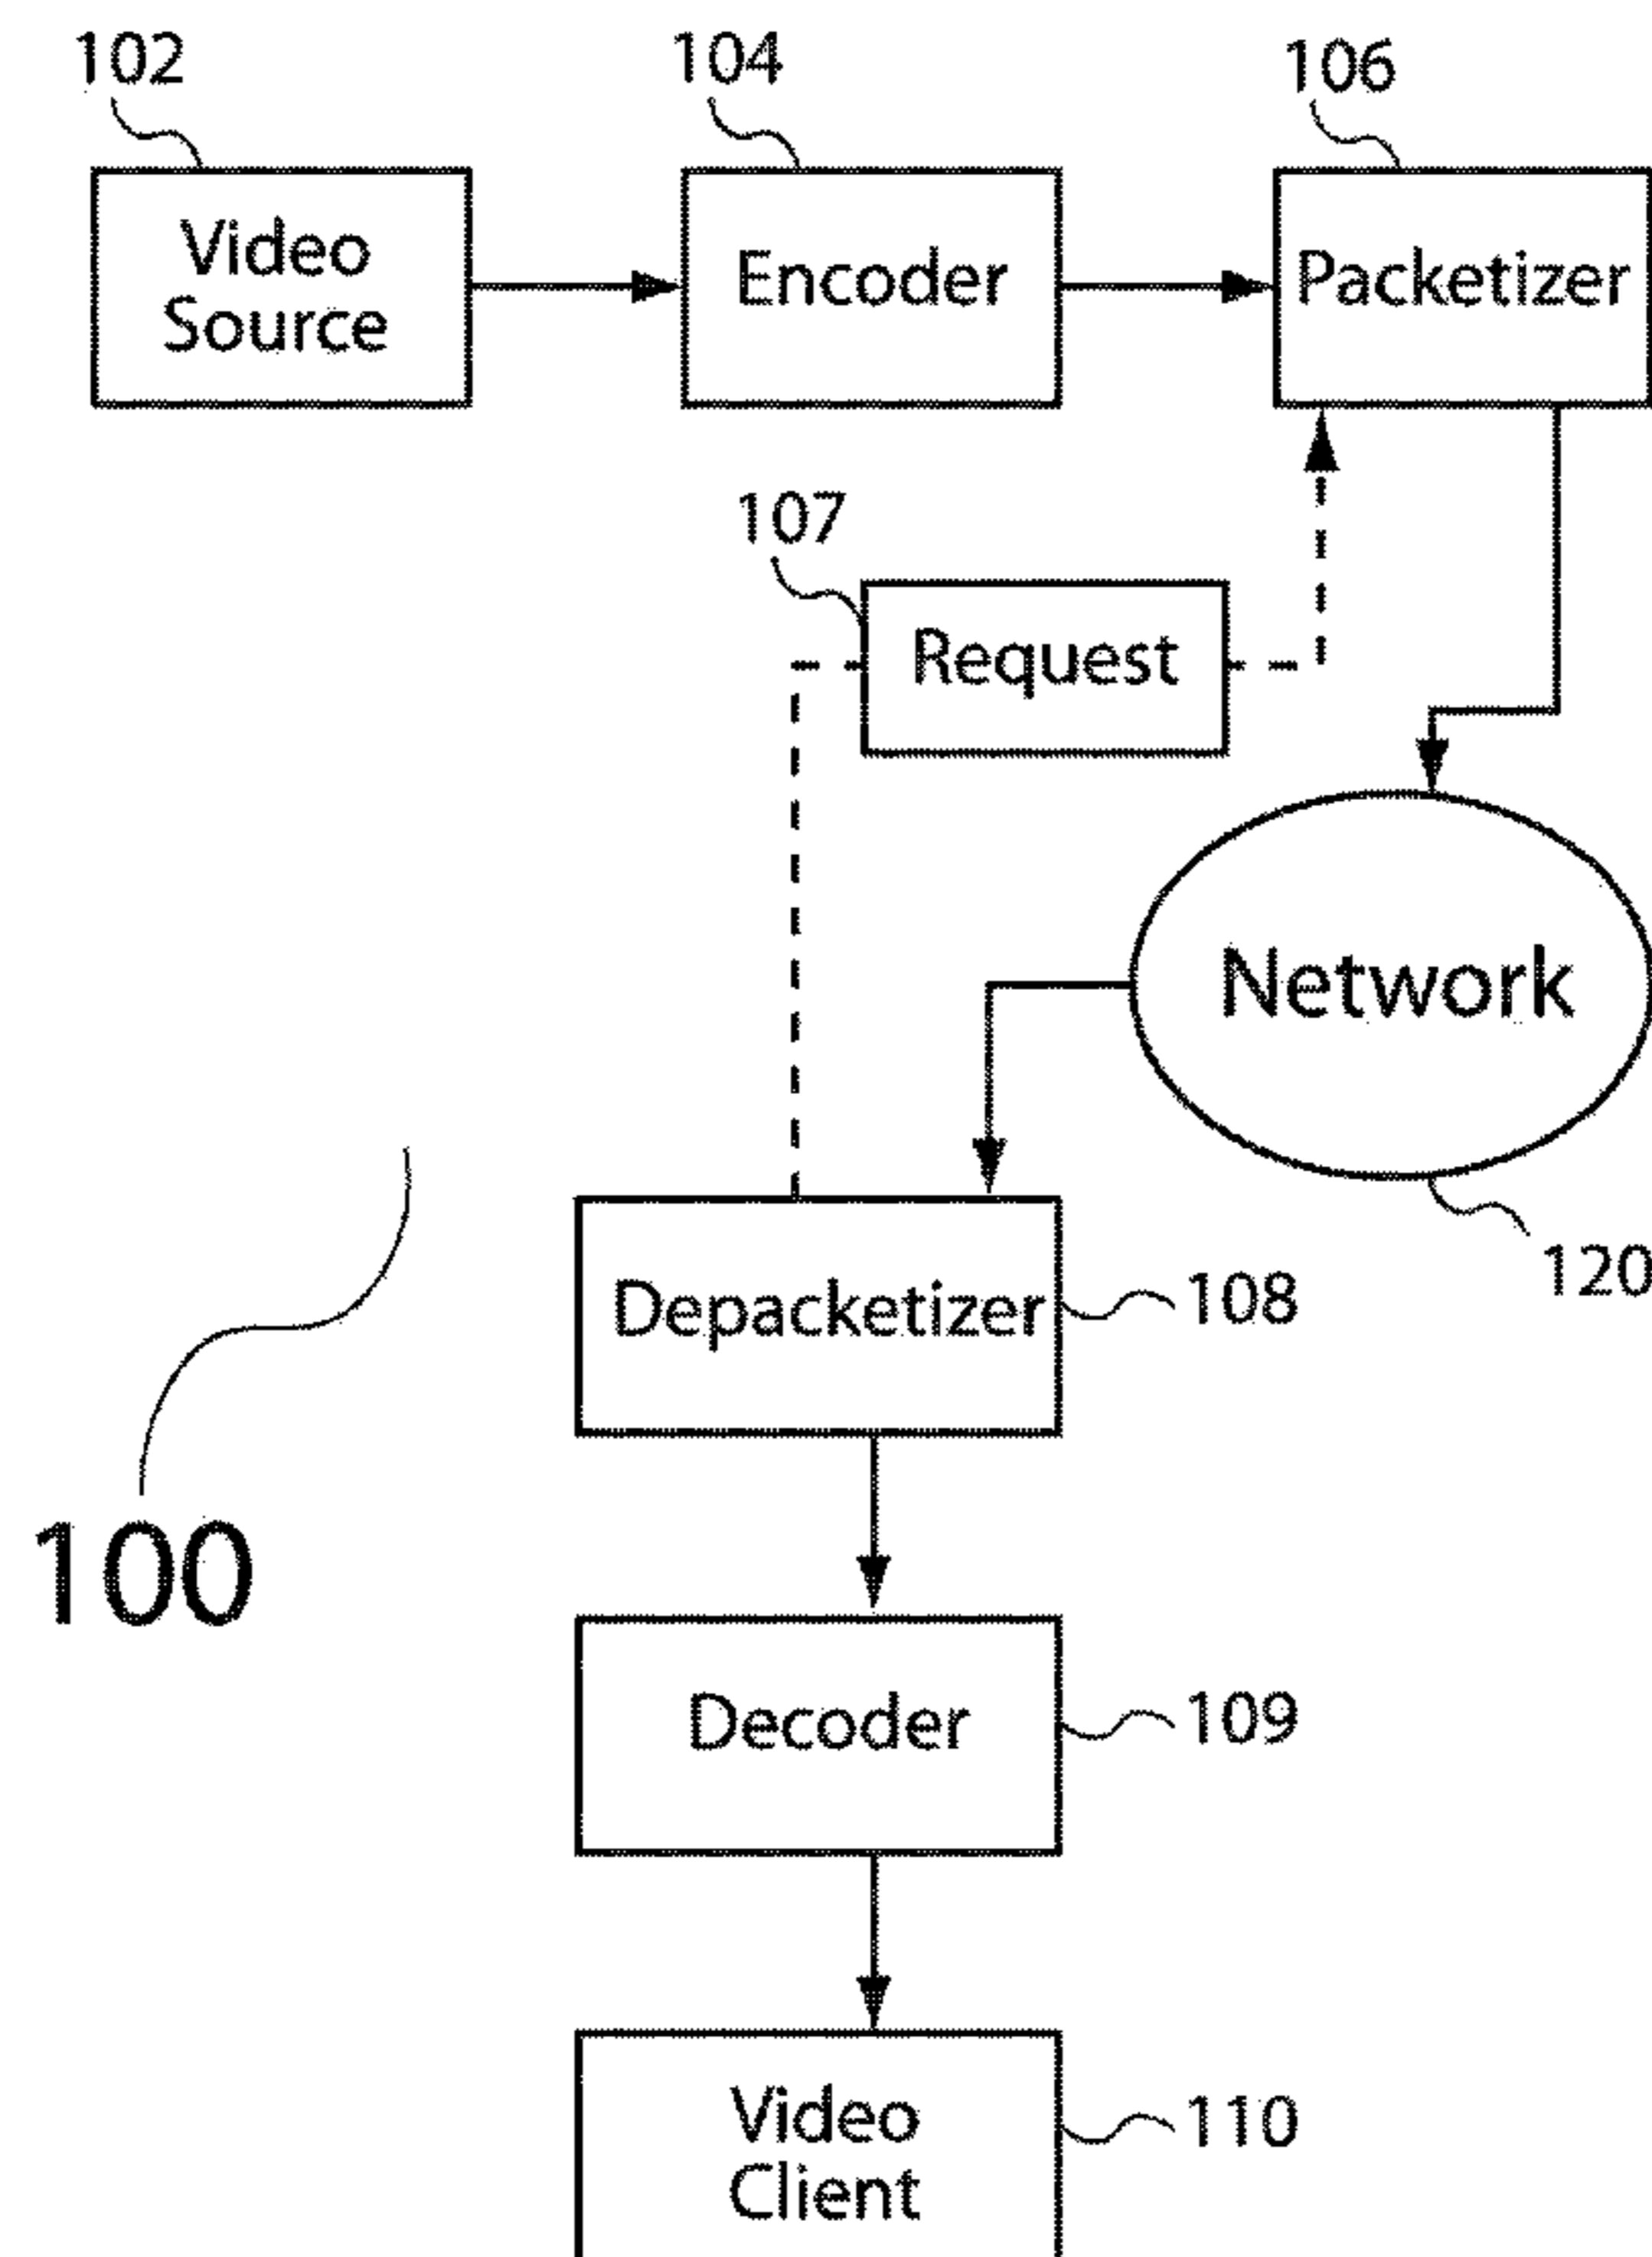 102
104
106
Video
Source
Encoder
Packetizer
107
Request
Network
120
Depacketizer
108
100
Decoder
109
Video
Client
110